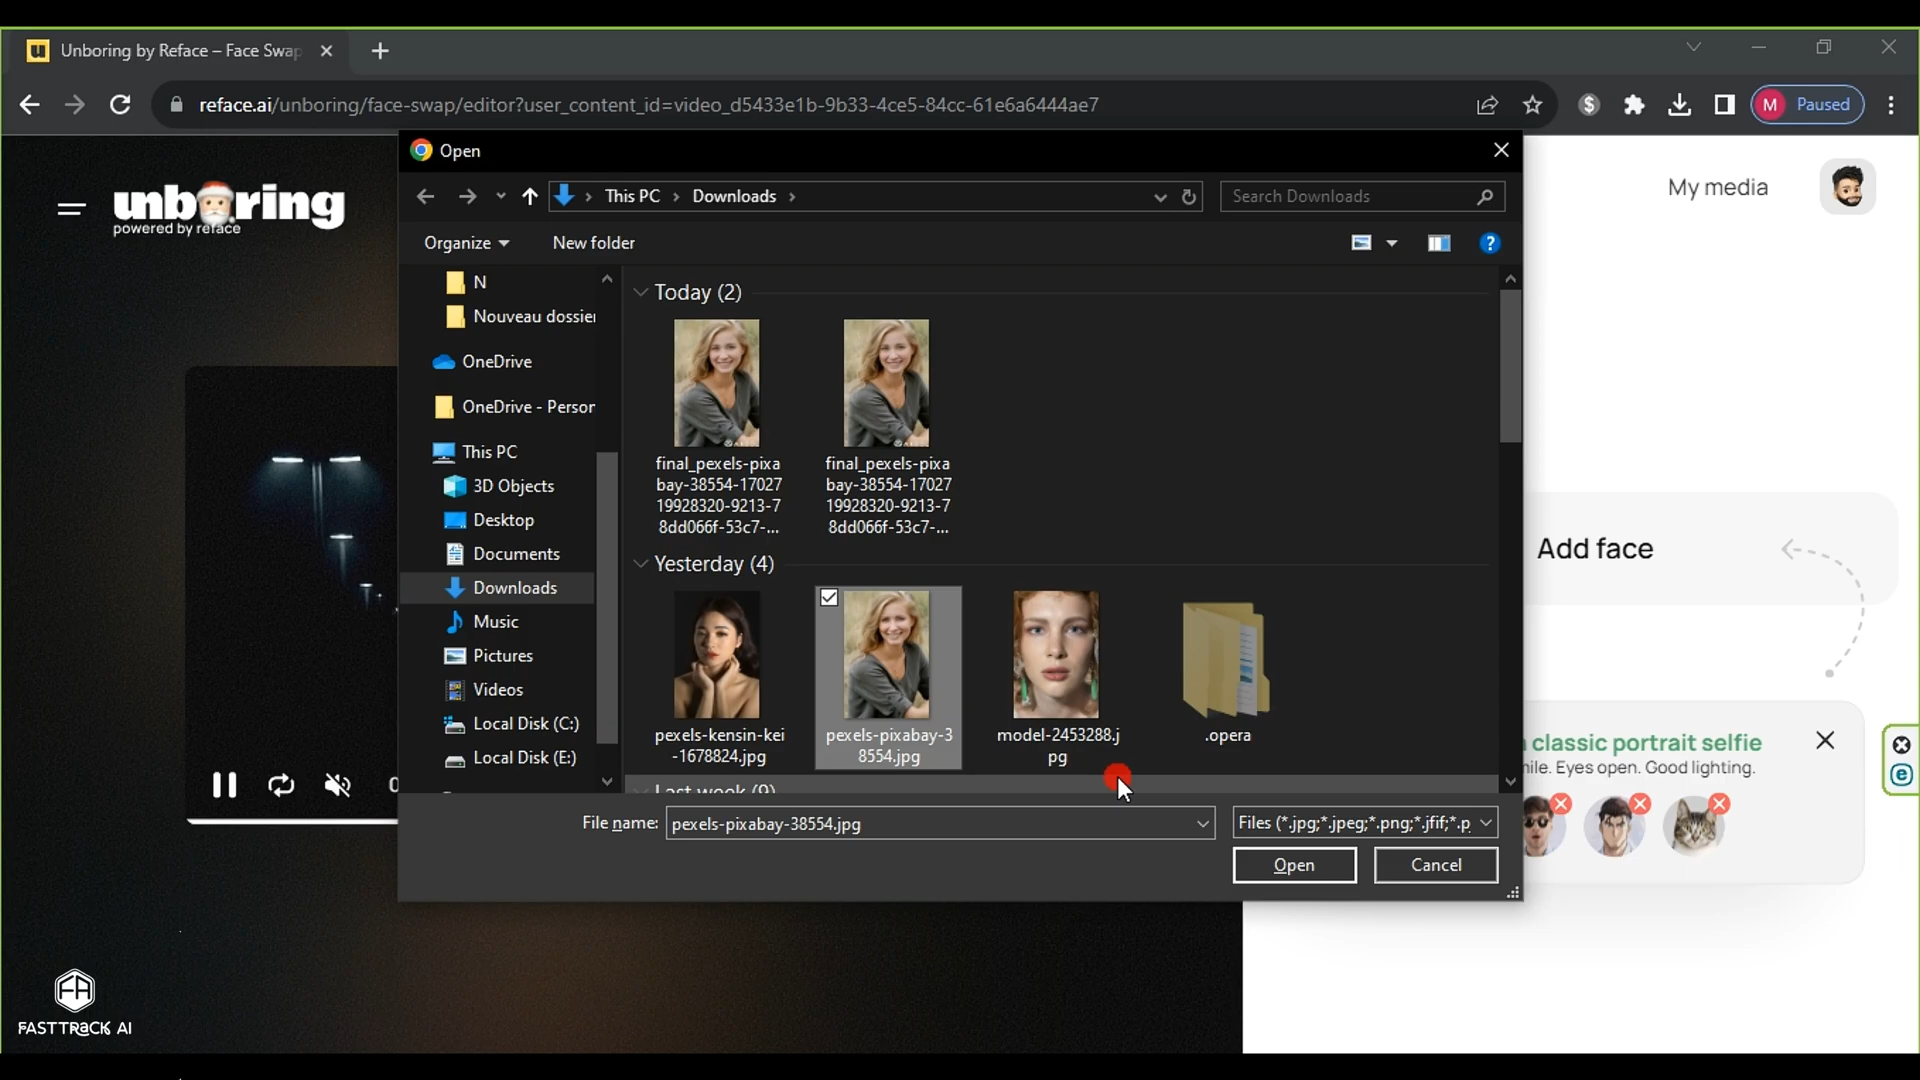 Unboring by Reface – Face Swap
reface.ai/unboring/face-swap/editor?user_content_id=video_d5433e1b-9b33-4ce5-84cc-61e6a6444ae7
M Paused
unboring
powered by reface
My media
Open
This PC > Downloads >
Search Downloads
Organize
New folder
N
Nouveau dossier
OneDrive
OneDrive - Person
This PC
3D Objects
Desktop
Documents
Downloads
Music
Pictures
Videos
Local Disk (C:)
Local Disk (E:)
Today (2)
final_pexels-pixa
bay-38554-17027
19928320-9213-7
8dd066f-53c7-...
final_pexels-pixa
bay-38554-17027
19928320-9213-7
8dd066f-53c7-...
Yesterday (4)
pexels-kensin-kei
-1678824.jpg
pexels-pixabay-3
8554.jpg
model-2453288.j
pg
.opera
Last week (9)
File name:
pexels-pixabay-38554.jpg
Files (*.jpg;*.jpeg;*.png;*.jfif;*.p
Open
Cancel
Add face
classic portrait selfie
Eyes open. Good lighting.
FASTTRACK AI